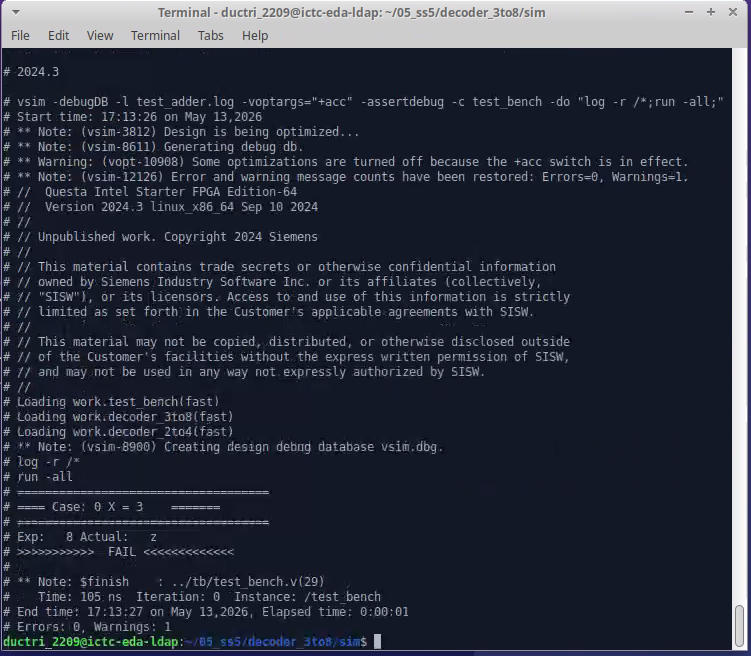 Terminal - ductri_2209@ictc-eda-ldap: ~/05_ss5/decoder_3to8/sim
File Edit View Terminal Tabs Help
# 2024.3
# vsim -debugDB -l test_adder.log -voptargs="+acc" -assertdebug -c test_bench -do "log -r /*;run -all;"
# Start time: 17:13:26 on May 13,2026
# ** Note: (vsim-3812) Design is being optimized...
# ** Note: (vsim-8611) Generating debug db.
# ** Warning: (vopt-10908) Some optimizations are turned off because the +acc switch is in effect.
# ** Note: (vsim-12126) Error and warning message counts have been restored: Errors=0, Warnings=1.
# //  Questa Intel Starter FPGA Edition-64
# //  Version 2024.3 linux_x86_64 Sep 10 2024
# //
# // Unpublished work. Copyright 2024 Siemens
# //
# // This material contains trade secrets or otherwise confidential information
# // owned by Siemens Industry Software Inc. or its affiliates (collectively,
# // "SISW"), or its licensors. Access to and use of this information is strictly
# // limited as set forth in the Customer's applicable agreements with SISW.
# //
# // This material may not be copied, distributed, or otherwise disclosed outside
# // of the Customer's facilities without the express written permission of SISW,
# // and may not be used in any way not expressly authorized by SISW.
# //
# Loading work.test_bench(fast)
# Loading work.decoder_3to8(fast)
# Loading work.decoder_2to4(fast)
# ** Note: (vsim-8900) Creating design debug database vsim.dbg.
# log -r /*
# run -all
# ===================================
# ==== Case: 0 X = 3    =======
# ===================================
# Exp:   8 Actual:   z
# >>>>>>>>>>>  FAIL <<<<<<<<<<<<<
#
# ** Note: $finish    : ../tb/test_bench.v(29)
#    Time: 105 ns  Iteration: 0  Instance: /test_bench
# End time: 17:13:27 on May 13,2026, Elapsed time: 0:00:01
# Errors: 0, Warnings: 1
ductri_2209@ictc-eda-ldap:~/05_ss5/decoder_3to8/sim$